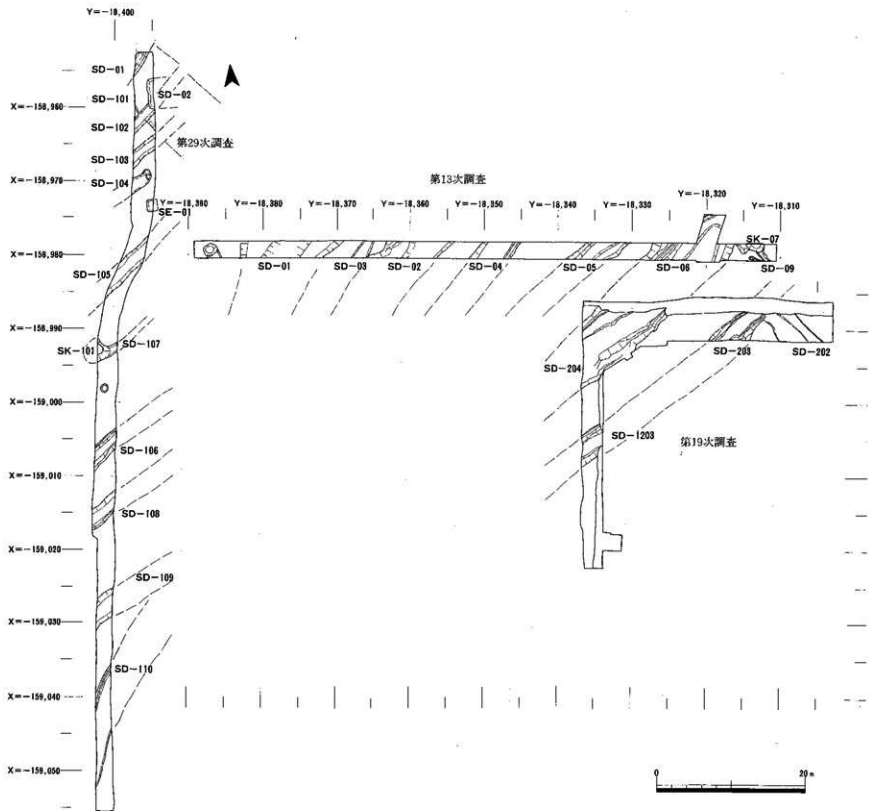 Y=-18,400
SD-01
SD-101
SD-02
X=-158,960
SD-102
第29次調査
SD-103
X=-158,970
SD-104
SE-01
第13次調査
Y=-18,390
Y=-18,380
Y=-18,370
Y=-18,360
Y=-18,350
Y=-18,340
Y=-18,330
Y=-18,320
Y=-18,310
SK-07
X=-158,980
SD-105
SD-01
SD-03
SD-02
SD-04
SD-05
SD-06
SD-09
X=-158,990
SK-101
SD-107
SD-203
SD-202
SD-204
X=-159,000
SD-106
SD-1203
第19次調査
X=-159,010
SD-108
X=-159,020
SD-109
X=-159,030
SD-110
X=-159,040
X=-159,050
0
20m